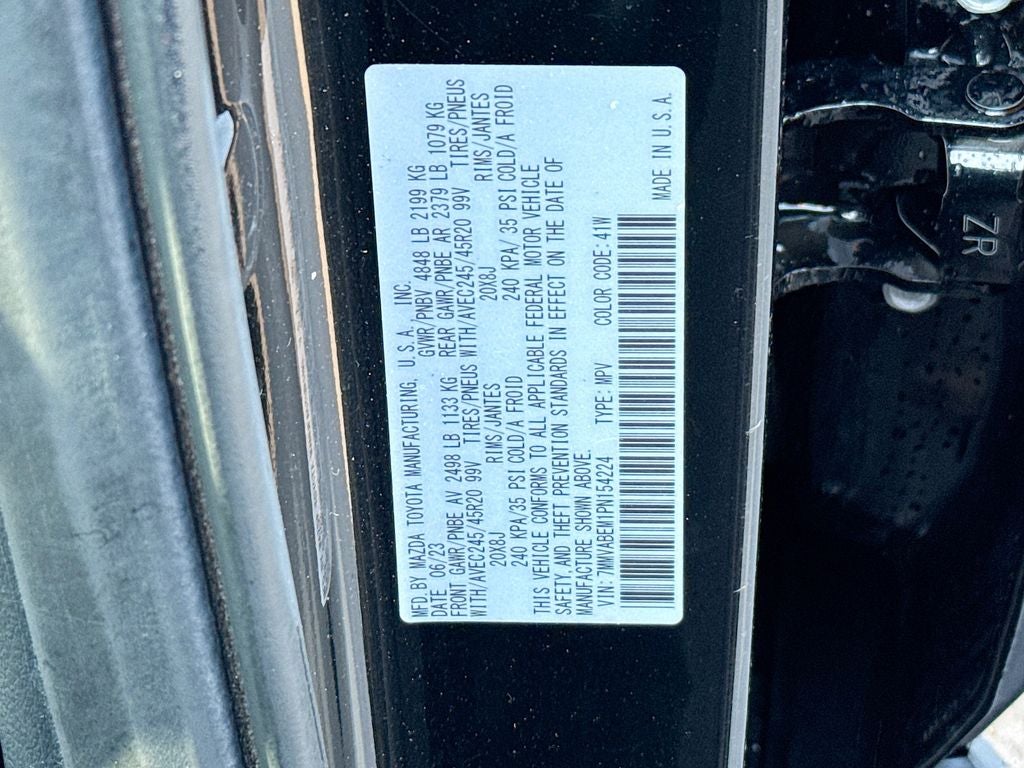 MFD.BY MAZDA TOYOTA MANUFACTURING, U.S.A. INC.
DATE 06/23 GVWR/PNBV 4848 LB 2199 KG
FRONT GAWR/PNBE AV 2498 LB 1133 KG REAR GAWR/PNBE AR 2379 LB 1079 KG
WITH/AVEC245/45R20 99V TIRES/PNEUS WITH/AVEC245/45R20 99V TIRES/PNEUS
20X8J RIMS/JANTES 20X8J RIMS/JANTES
240 KPA/35 PSI COLD/A FROID 240 KPA/35 PSI COLD/A FROID
THIS VEHICLE CONFORMS TO ALL APPLICABLE FEDERAL MOTOR VEHICLE
SAFETY AND THEFT PREVENTION STANDARDS IN EFFECT ON THE DATE OF
MANUFACTURE SHOWN ABOVE.
VIN: 7MMVABEM1PN154224 TYPE: MPV COLOR CODE: 41W
MADE IN U.S.A.
ZR